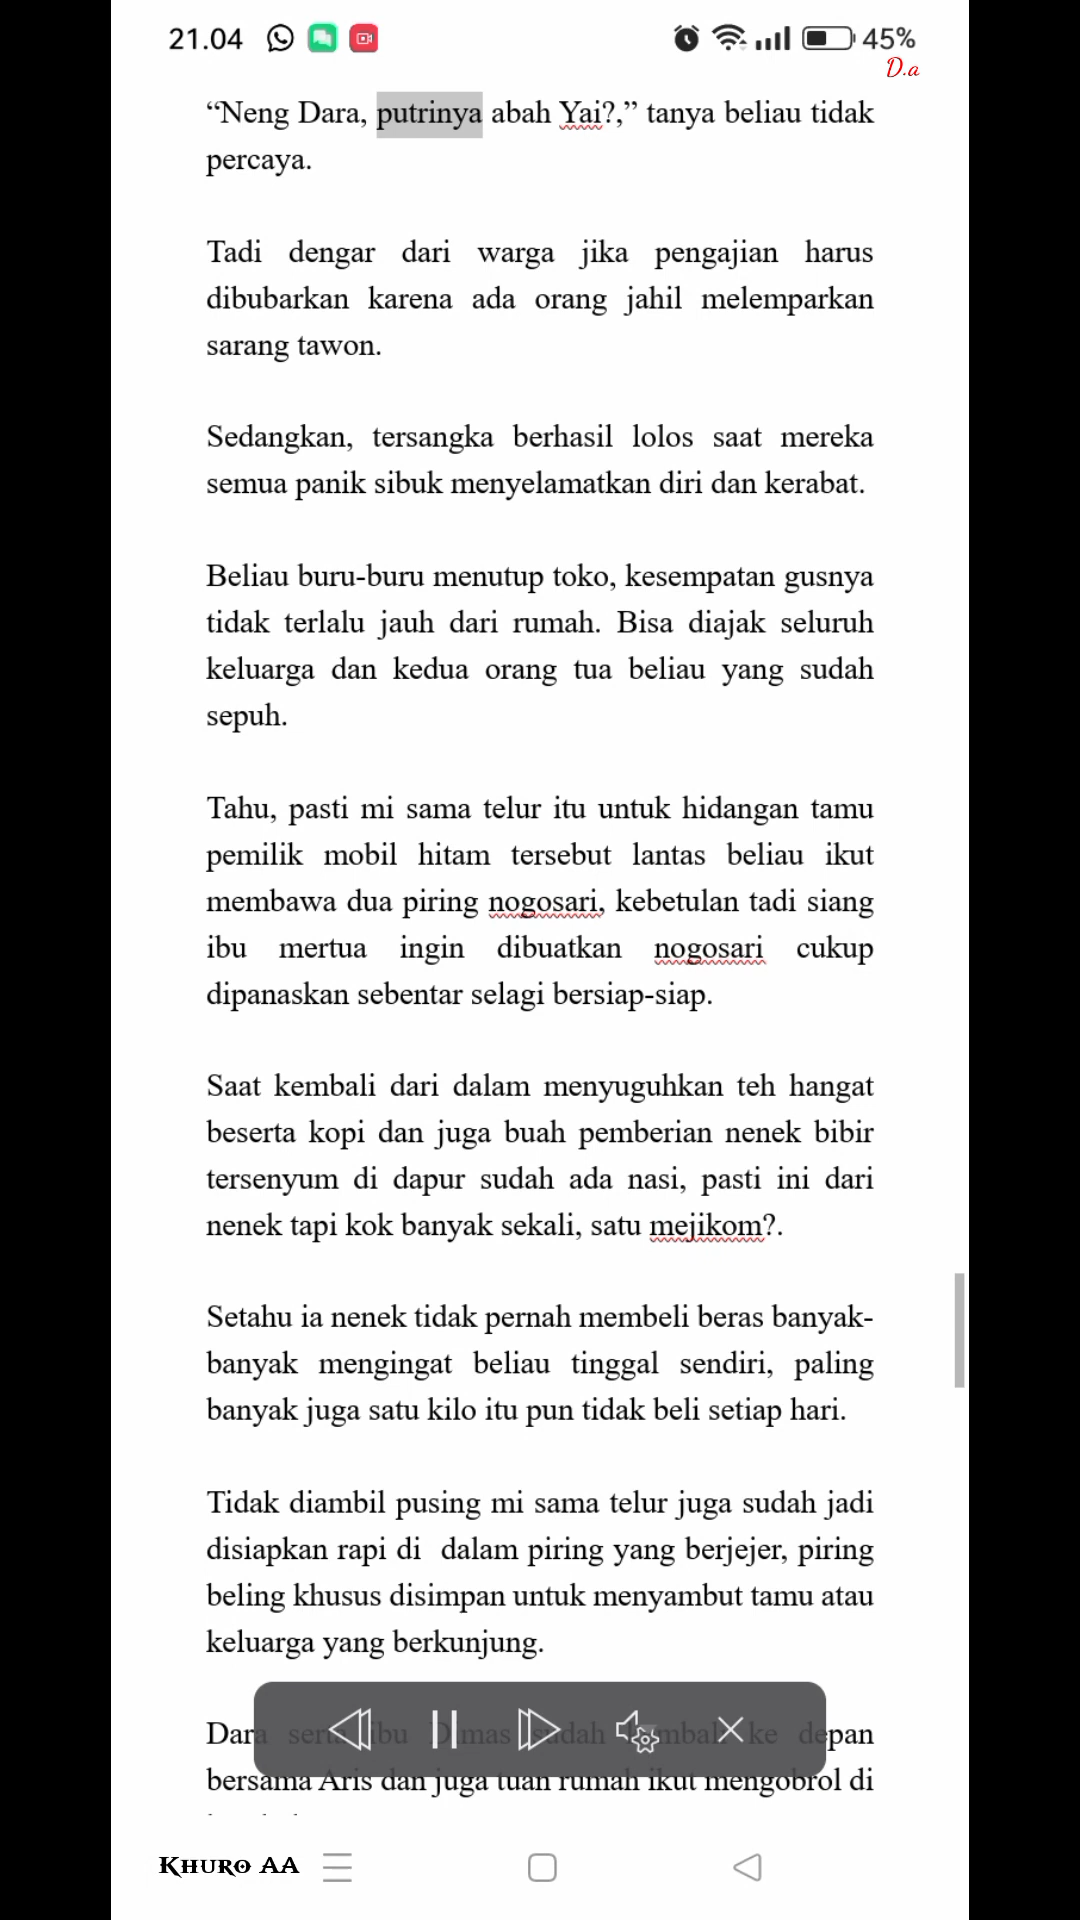 21.04
45%
D.a
“Neng Dara, putrinya abah Yai?,” tanya beliau tidak
percaya.
Tadi dengar dari warga jika pengajian harus
dibubarkan karena ada orang jahil melemparkan
sarang tawon.
Sedangkan, tersangka berhasil lolos saat mereka
semua panik sibuk menyelamatkan diri dan kerabat.
Beliau buru-buru menutup toko, kesempatan gusnya
tidak terlalu jauh dari rumah. Bisa diajak seluruh
keluarga dan kedua orang tua beliau yang sudah
sepuh.
Tahu, pasti mi sama telur itu untuk hidangan tamu
pemilik mobil hitam tersebut lantas beliau ikut
membawa dua piring nogosari, kebetulan tadi siang
ibu mertua ingin dibuatkan nogosari cukup
dipanaskan sebentar selagi bersiap-siap.
Saat kembali dari dalam menyuguhkan teh hangat
beserta kopi dan juga buah pemberian nenek bibir
tersenyum di dapur sudah ada nasi, pasti ini dari
nenek tapi kok banyak sekali, satu mejikom?.
Setahu ia nenek tidak pernah membeli beras banyak-
banyak mengingat beliau tinggal sendiri, paling
banyak juga satu kilo itu pun tidak beli setiap hari.
Tidak diambil pusing mi sama telur juga sudah jadi
disiapkan rapi di  dalam piring yang berjejer, piring
beling khusus disimpan untuk menyambut tamu atau
keluarga yang berkunjung.
Dara serta ibu Dimas sudah kembali ke depan
bersama Aris dan juga tuan rumah ikut mengobrol di
Khuro AA